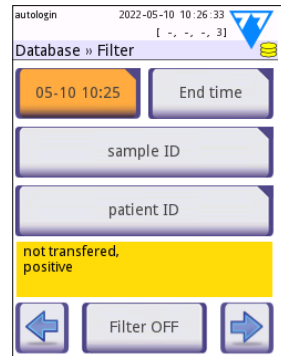 autologin 2022-05-10 10:26:33
[ -, -, -, 3]
Database » Filter
05-10 10:25 End time
sample ID
patient ID
not transfered,
positive
Filter OFF